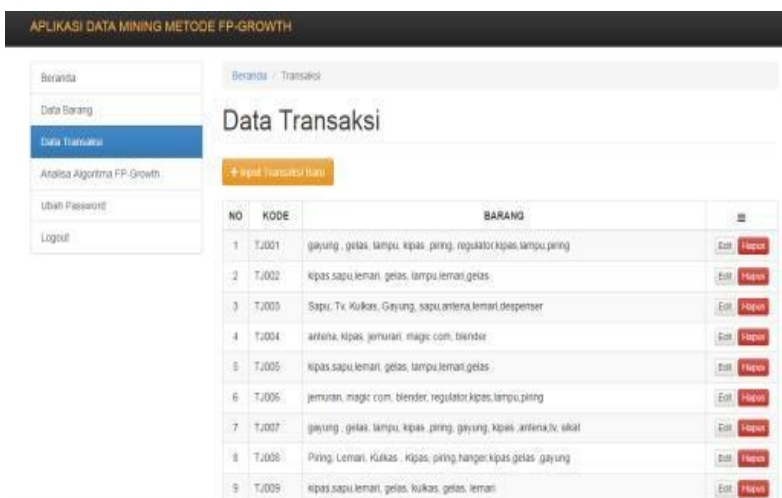 APLIKASI DATA MINING METODE FP-GROWTH
Beranda
Data Barang
Data Transaksi
Analisa Algoritma FP-Growth
Ubah Password
Logout
Beranda / Transaksi
Data Transaksi
+ Input Transaksi Baru
NO KODE BARANG
1 TJ001 gayung , gelas, lampu, kipas ,piring, regulator,kipas,lampu,piring Edit Hapus
2 TJ002 kipas,sapu,lemari, gelas, lampu,lemari,gelas Edit Hapus
3 TJ003 Sapu, Tv, Kulkas, Gayung, sapu,antena,lemari,despenser Edit Hapus
4 TJ004 antena, kipas, jemuran, magic com, blender Edit Hapus
5 TJ005 kipas,sapu,lemari, gelas, lampu,lemari,gelas Edit Hapus
6 TJ006 jemuran, magic com, blender, regulator,kipas,lampu,piring Edit Hapus
7 TJ007 gayung , gelas, lampu, kipas ,piring, gayung, kipas ,antena,tv, sikat Edit Hapus
8 TJ008 Piring, Lemari, Kulkas , Kipas, piring,hanger,kipas,gelas ,gayung Edit Hapus
9 TJ009 kipas,sapu,lemari, gelas, kulkas, gelas, lemari Edit Hapus